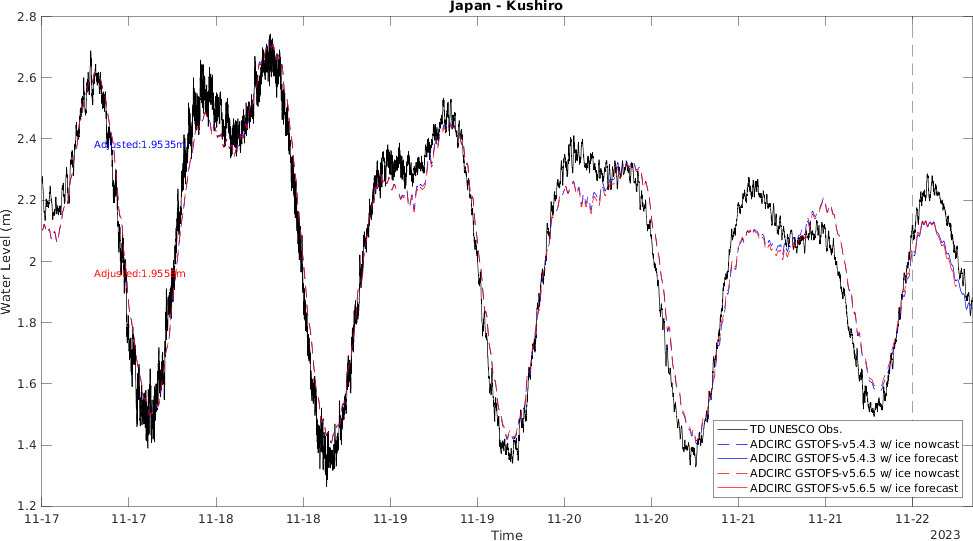 Japan - Kushiro
2.8
2.6
2.4
2.2
2
1.8
1.6
1.4
1.2
Water Level (m)
Adjusted:1.9535m
TD UNESCO Obs.
ADCIRC GSTOFS-v5.4.3 w/ ice nowcast
ADCIRC GSTOFS-v5.4.3 w/ ice forecast
ADCIRC GSTOFS-v5.6.5 w/ ice nowcast
ADCIRC GSTOFS-v5.6.5 w/ ice forecast
11-17 11-17 11-18 11-18 11-19 11-19 11-20 11-20 11-21 11-21 11-22
Time
2023